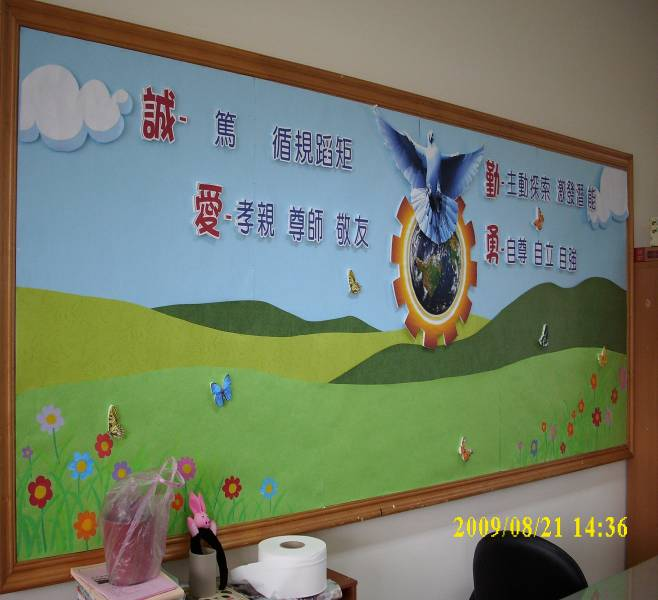 誠-篤 循規蹈矩
愛-孝親 尊師 敬友
勤-主動探索 激發潛能
勇-自尊 自立 自強
2009/08/21 14:36